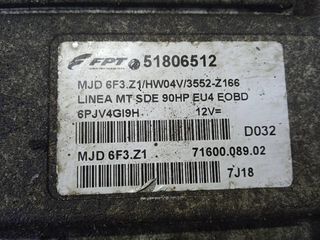 FPT 51806512
MJD 6F3.Z1/HW04V/3552-Z166
LINEA MT SDE 90HP EU4 EOBD
6PJV4GI9H 12V=
D032
MJD 6F3.Z1 71600.089.02
7J18